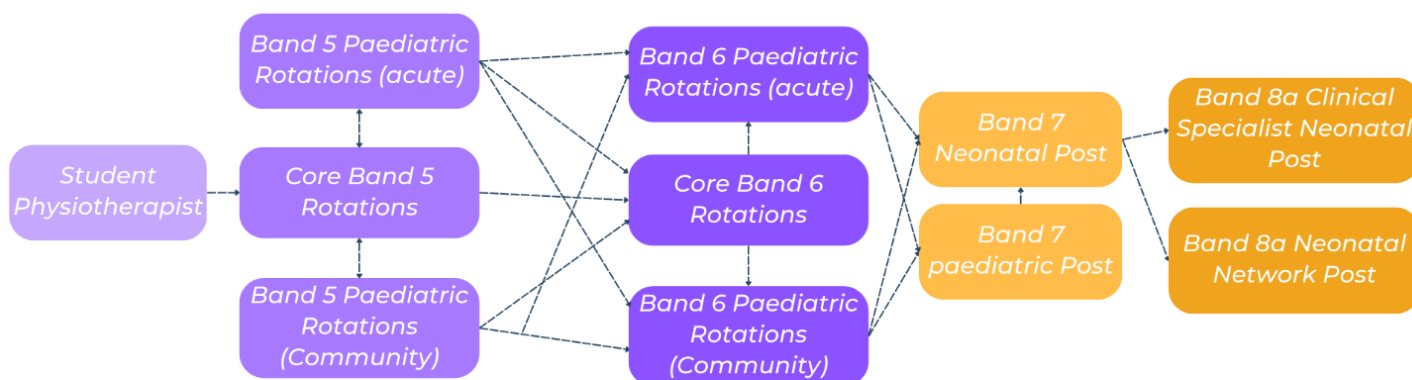 Student
Physiotherapist
Band 5 Paediatric
Rotations (acute)
Core Band 5
Rotations
Band 5 Paediatric
Rotations
(Community)
Band 6 Paediatric
Rotations (acute)
Core Band 6
Rotations
Band 6 Paediatric
Rotations
(Community)
Band 7
Neonatal Post
Band 7
paediatric Post
Band 8a Clinical
Specialist Neonatal
Post
Band 8a Neonatal
Network Post